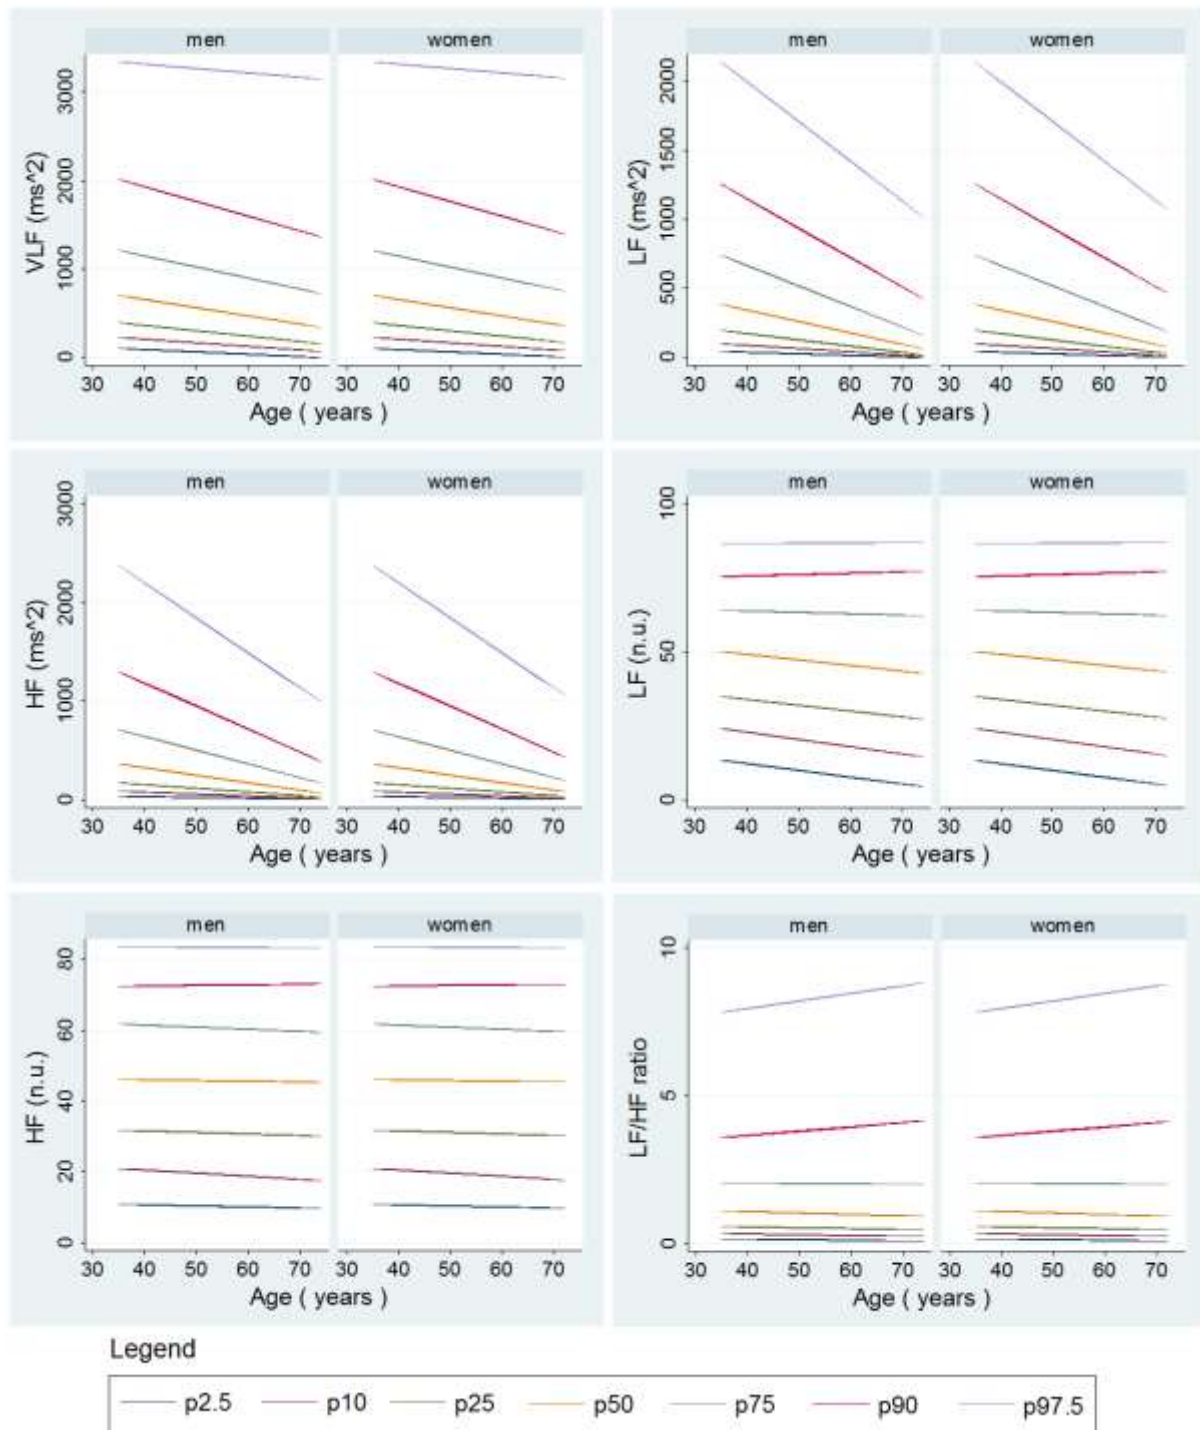 men women
VLF (ms^2)
3000
2000
1000
0
30 40 50 60 70 30 40 50 60 70
Age ( years )
men women
LF (ms^2)
2000
1500
1000
500
0
30 40 50 60 70 30 40 50 60 70
Age ( years )
men women
HF (ms^2)
3000
2000
1000
0
30 40 50 60 70 30 40 50 60 70
Age ( years )
men women
LF (n.u.)
100
50
0
30 40 50 60 70 30 40 50 60 70
Age ( years )
men women
HF (n.u.)
80
60
40
20
0
30 40 50 60 70 30 40 50 60 70
Age ( years )
men women
LF/HF ratio
10
5
0
30 40 50 60 70 30 40 50 60 70
Age ( years )
Legend
p2.5 p10 p25 p50 p75 p90 p97.5